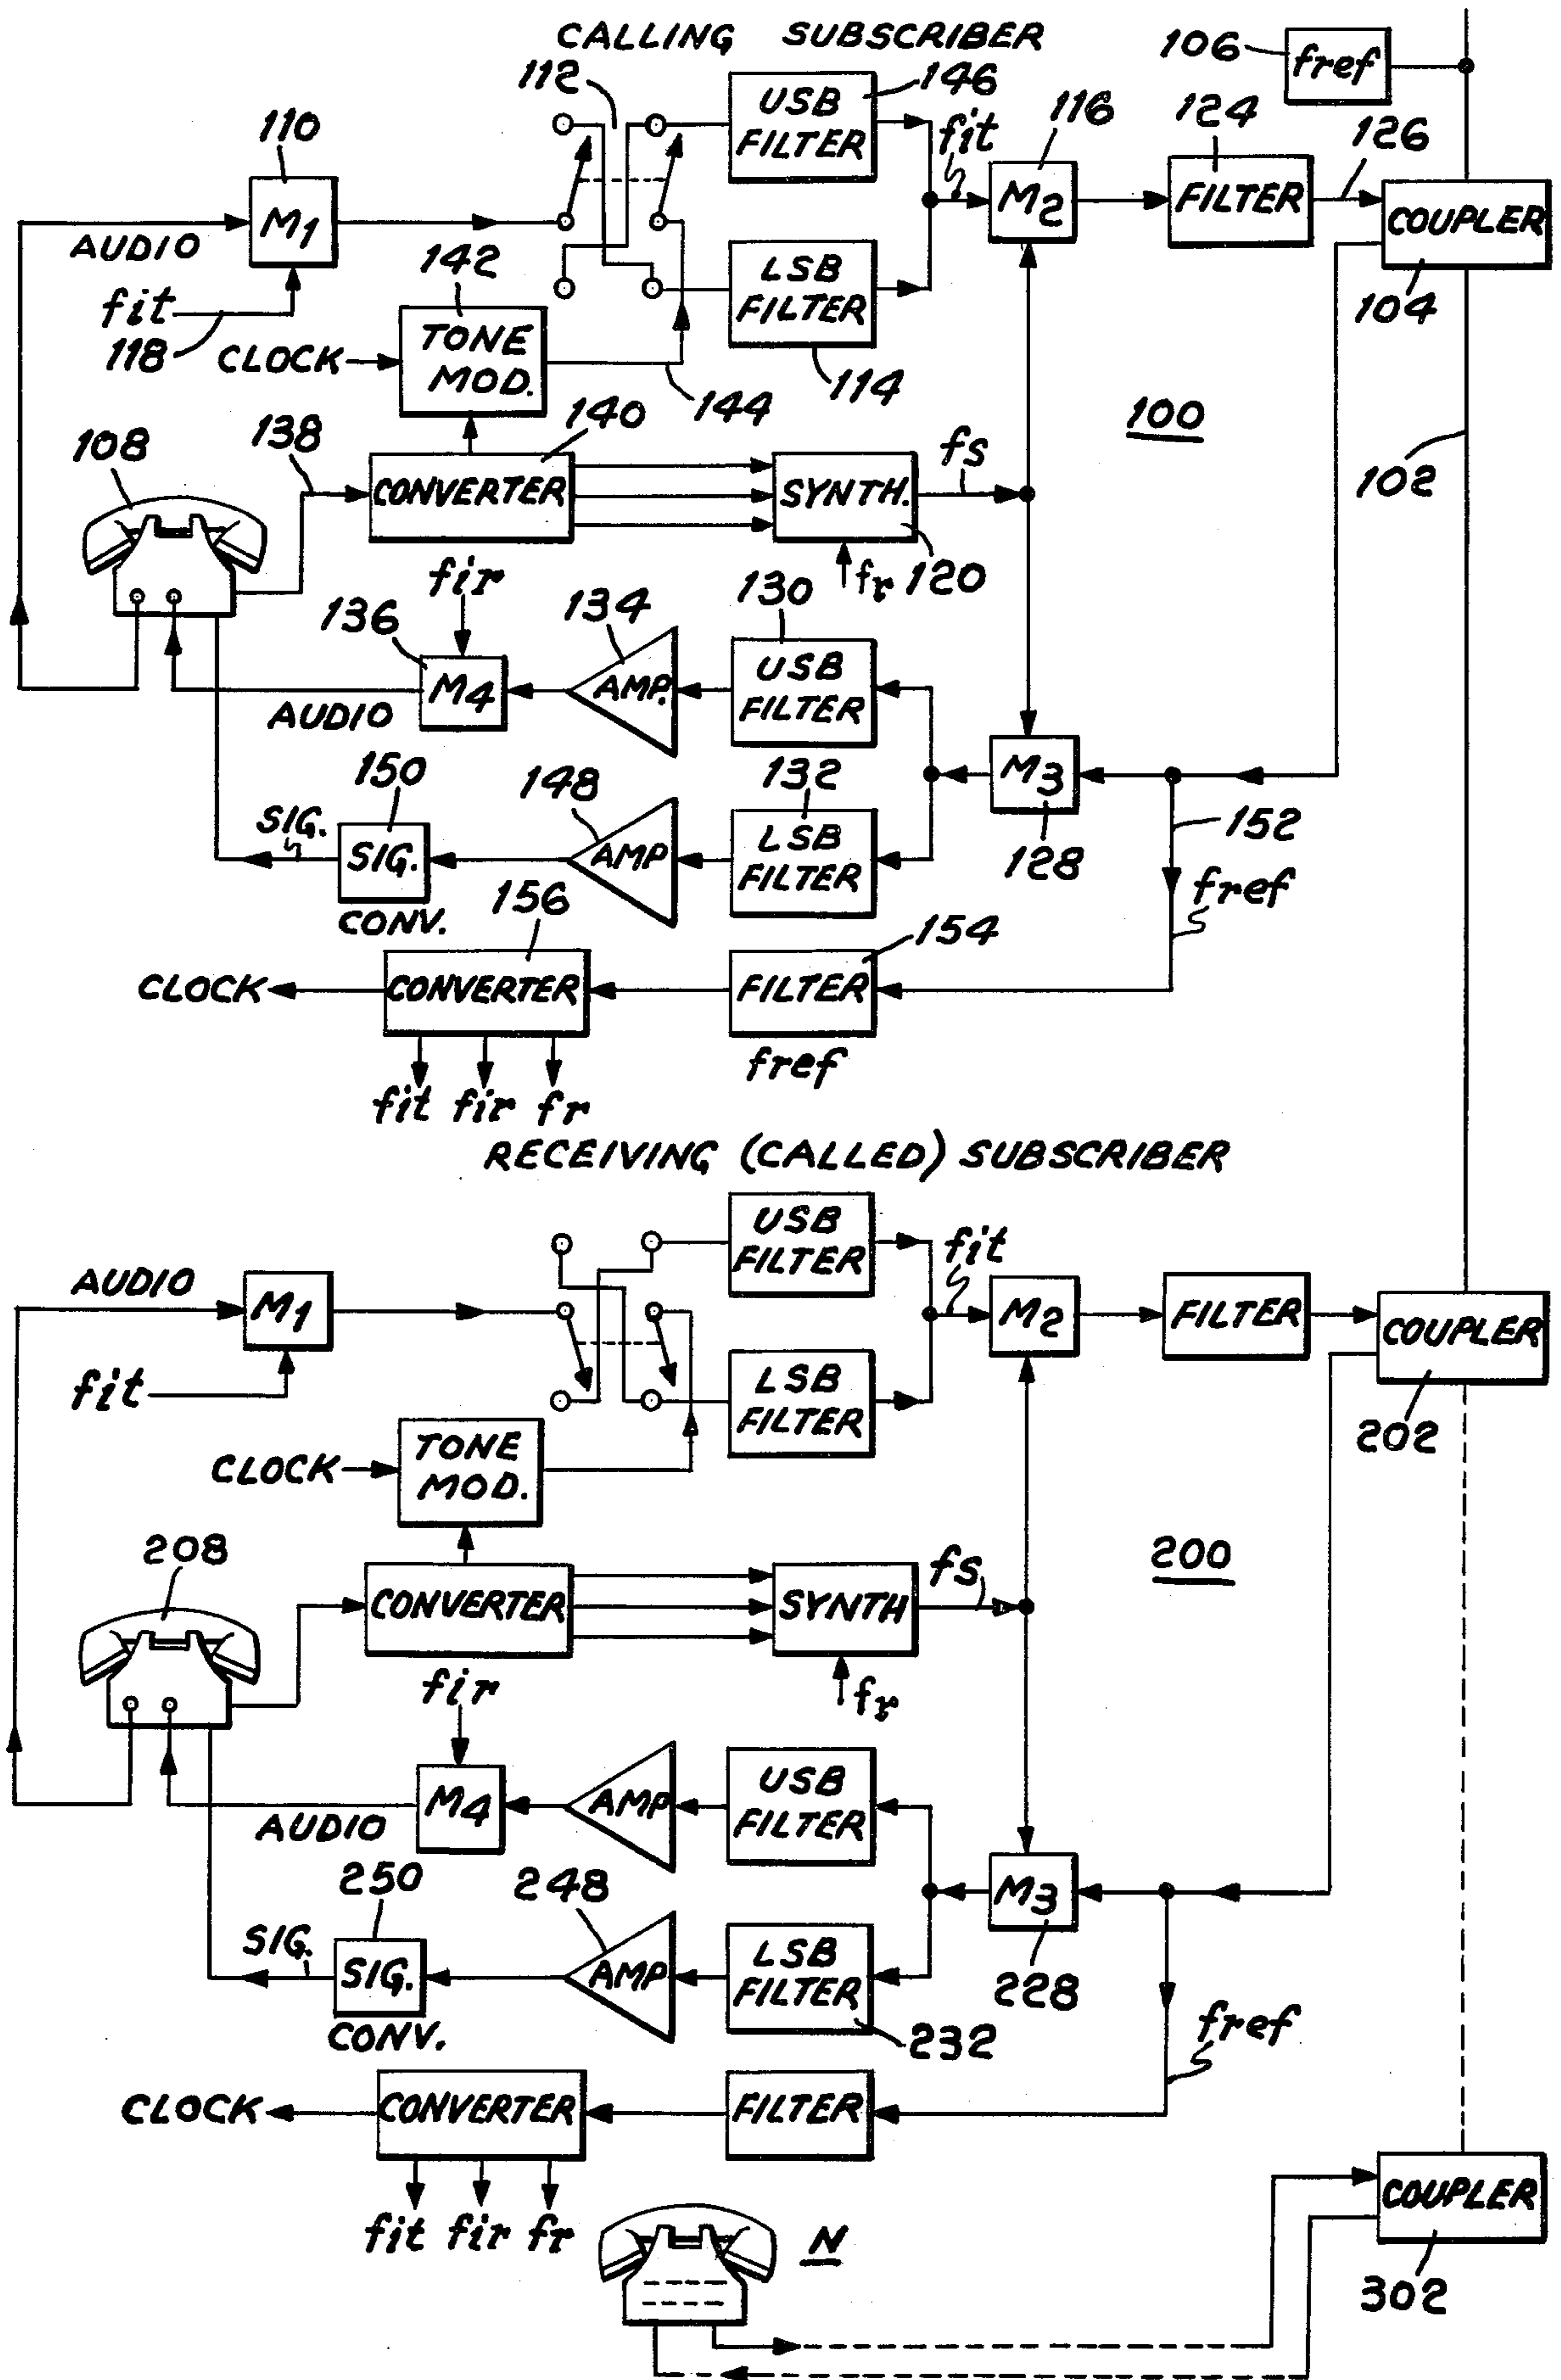 CALLING SUBSCRIBER
106
fref
112
USB FILTER
146
110
fit
116
124
126
M1
M2
FILTER
COUPLER
AUDIO
142
LSB FILTER
104
fit
118
CLOCK
TONE MOD.
114
144
100
108
138
140
fs
102
CONVERTER
SYNTH.
fir
fr
120
130
134
136
USB FILTER
M4
AMP.
AUDIO
M3
150
148
132
152
SIG.
SIG.
AMP
LSB FILTER
128
fref
CONV.
156
154
CLOCK
CONVERTER
FILTER
fref
fit fir fr
RECEIVING (CALLED) SUBSCRIBER
USB FILTER
fit
AUDIO
M1
M2
FILTER
COUPLER
fit
LSB FILTER
202
TONE MOD.
CLOCK
208
200
fs
CONVERTER
SYNTH
fir
fr
USB FILTER
M4
AMP
AUDIO
250
248
M3
SIG.
SIG.
AMP
LSB FILTER
228
CONV.
232
fref
CLOCK
CONVERTER
FILTER
COUPLER
fit fir fr
N
302